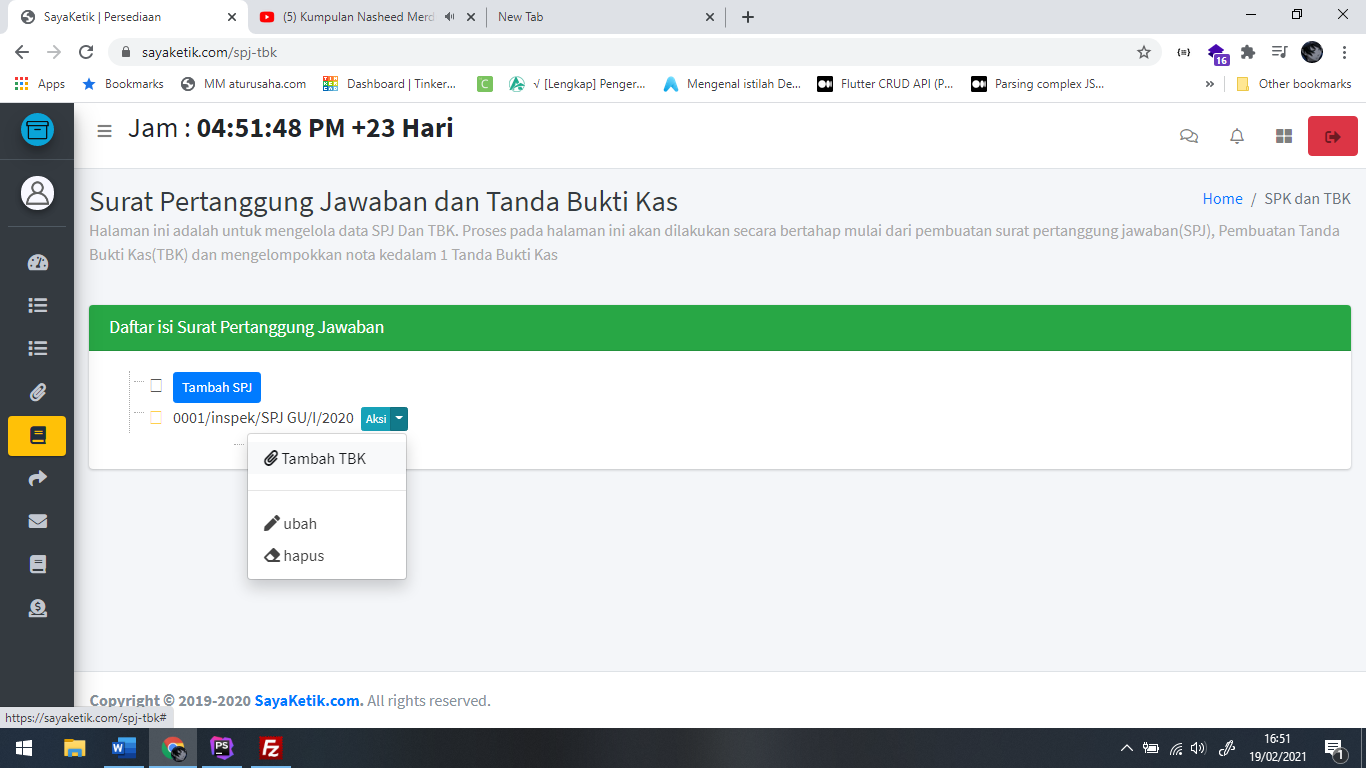 SayaKetik | Persediaan
(5) Kumpulan Nasheed Merd
New Tab
sayaketik.com/spj-tbk
16
Apps
Bookmarks
MM aturusaha.com
Dashboard | Tinker...
C
√ [Lengkap] Penger...
Mengenal istilah De...
Flutter CRUD API (P...
Parsing complex JS...
»
Other bookmarks
Jam : 04:51:48 PM +23 Hari
Surat Pertanggung Jawaban dan Tanda Bukti Kas
Home / SPK dan TBK
Halaman ini adalah untuk mengelola data SPJ Dan TBK. Proses pada halaman ini akan dilakukan secara bertahap mulai dari pembuatan surat pertanggung jawaban(SPJ), Pembuatan Tanda
Bukti Kas(TBK) dan mengelompokkan nota kedalam 1 Tanda Bukti Kas
Daftar isi Surat Pertanggung Jawaban
Tambah SPJ
0001/inspek/SPJ GU/I/2020 Aksi
Tambah TBK
ubah
hapus
Copyright © 2019-2020 SayaKetik.com. All rights reserved.
https://sayaketik.com/spj-tbk#
W
PS
FZ
16:51
19/02/2021
1